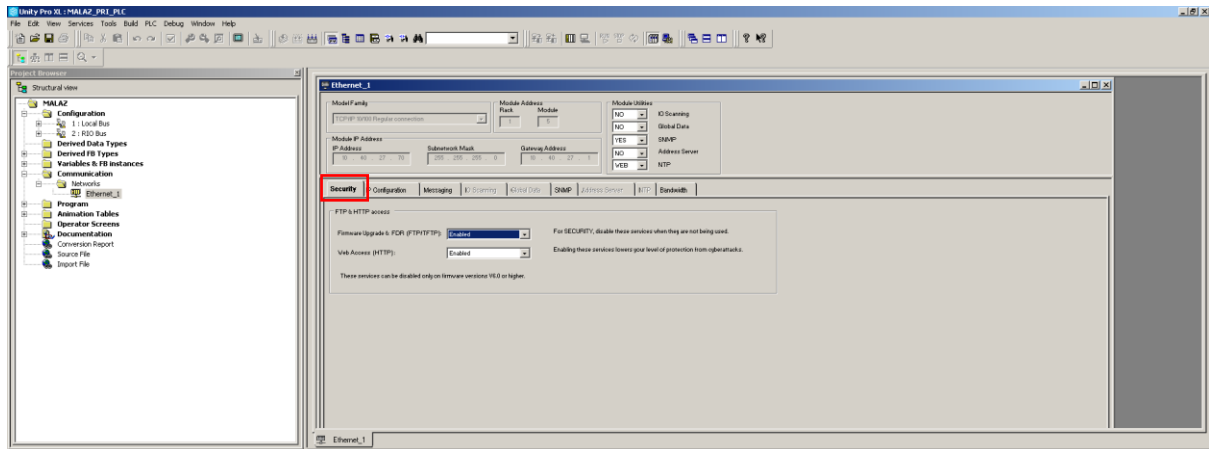 Unity Pro XL : MALAZ_PRI_PLC
File Edit View Services Tools Build PLC Debug Window Help
Project Browser
Structural view
MALAZ
Configuration
1 : Local Bus
2 : RIO Bus
Derived Data Types
Derived FB Types
Variables & FB instances
Communication
Networks
Ethernet_1
Program
Animation Tables
Operator Screens
Documentation
Conversion Report
Source File
Import File
Ethernet_1
Model Family
TCP/IP 10/100 Regular connection
Module Address
Rack Module
1 5
Module Utilities
NO IO Scanning
NO Global Data
YES SNMP
NO Address Server
WEB NTP
Module IP Address
IP Address Subnetwork Mask Gateway Address
40 . 27 . 70 255 . 255 . 255 . 0 40 . 27 . 1
Security IP Configuration Messaging IO Scanning Global Data SNMP Address Server NTP Bandwidth
FTP & HTTP access
Firmware Upgrade & FDR (FTP/TFTP): Enabled For SECURITY, disable these services when they are not being used.
Web Access (HTTP): Enabled Enabling these services lowers your level of protection from cyberattacks.
These services can be disabled only on firmware versions V6.0 or higher.
Ethernet_1